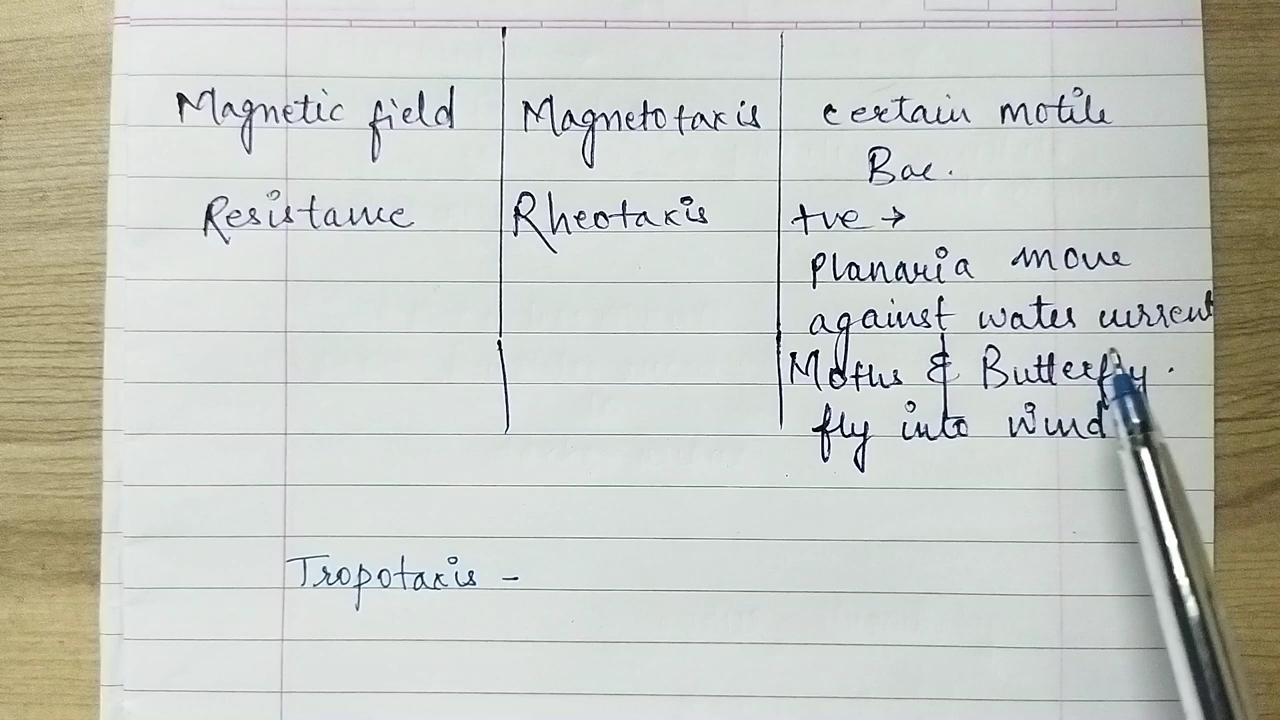 Magnetic field Magnetotaxis certain motile
Bac.
Resistance Rheotaxis +ve →
Planaria move
against water current
Moths & Butterfly.
fly into wind
Tropotaxis -